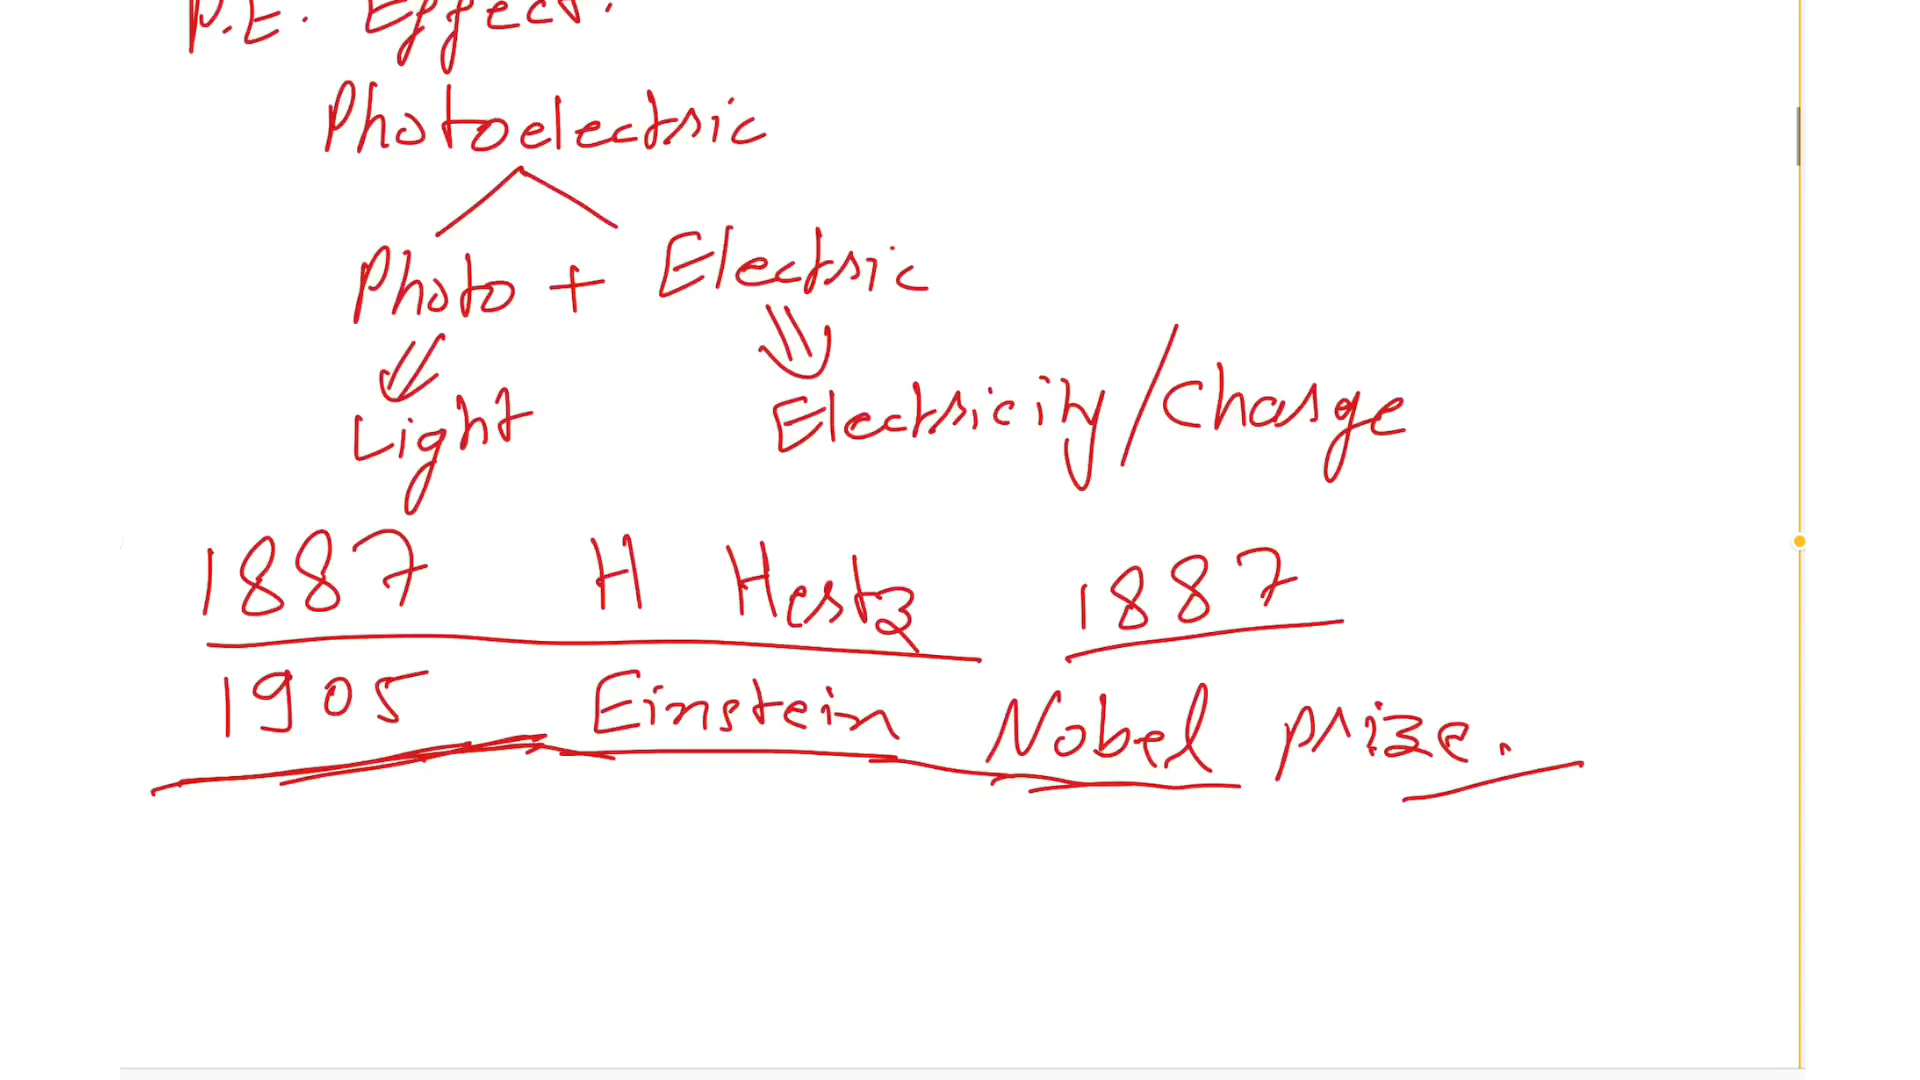 P.E. Effect.
Photoelectric
Photo + Electric
Light Electricity/Charge
1887 H Hertz 1887
1905 Einstein Nobel prize.